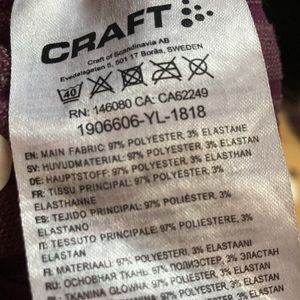 CRAFT
Craft of Scandinavia AB
Evedalsgatan 5, 501 17 Borås, SWEDEN
40
RN: 146080 CA: CA62249
1906606-YL-1818
EN: MAIN FABRIC: 97% POLYESTER, 3% ELASTANE
SV: HUVUDMATERIAL: 97% POLYESTER, 3% ELASTAN
DE: HAUPTSTOFF: 97% POLYESTER, 3% ELASTAN
FR: TISSU PRINCIPAL: 97% POLYESTER, 3%
ELASTHANNE
ES: TEJIDO PRINCIPAL: 97% POLIÉSTER, 3%
ELASTANO
IT: TESSUTO PRINCIPALE: 97% POLIESTERE, 3%
ELASTAN
FI: MATERIAALI: 97% POLYESTERI, 3% ELASTAANI
RU: ОСНОВНАЯ ТКАНЬ: 97% ПОЛИЭСТЕР, 3% ЭЛАСТАН
PL: TKANINA GŁÓWNA: 97% POLIESTER, 3%